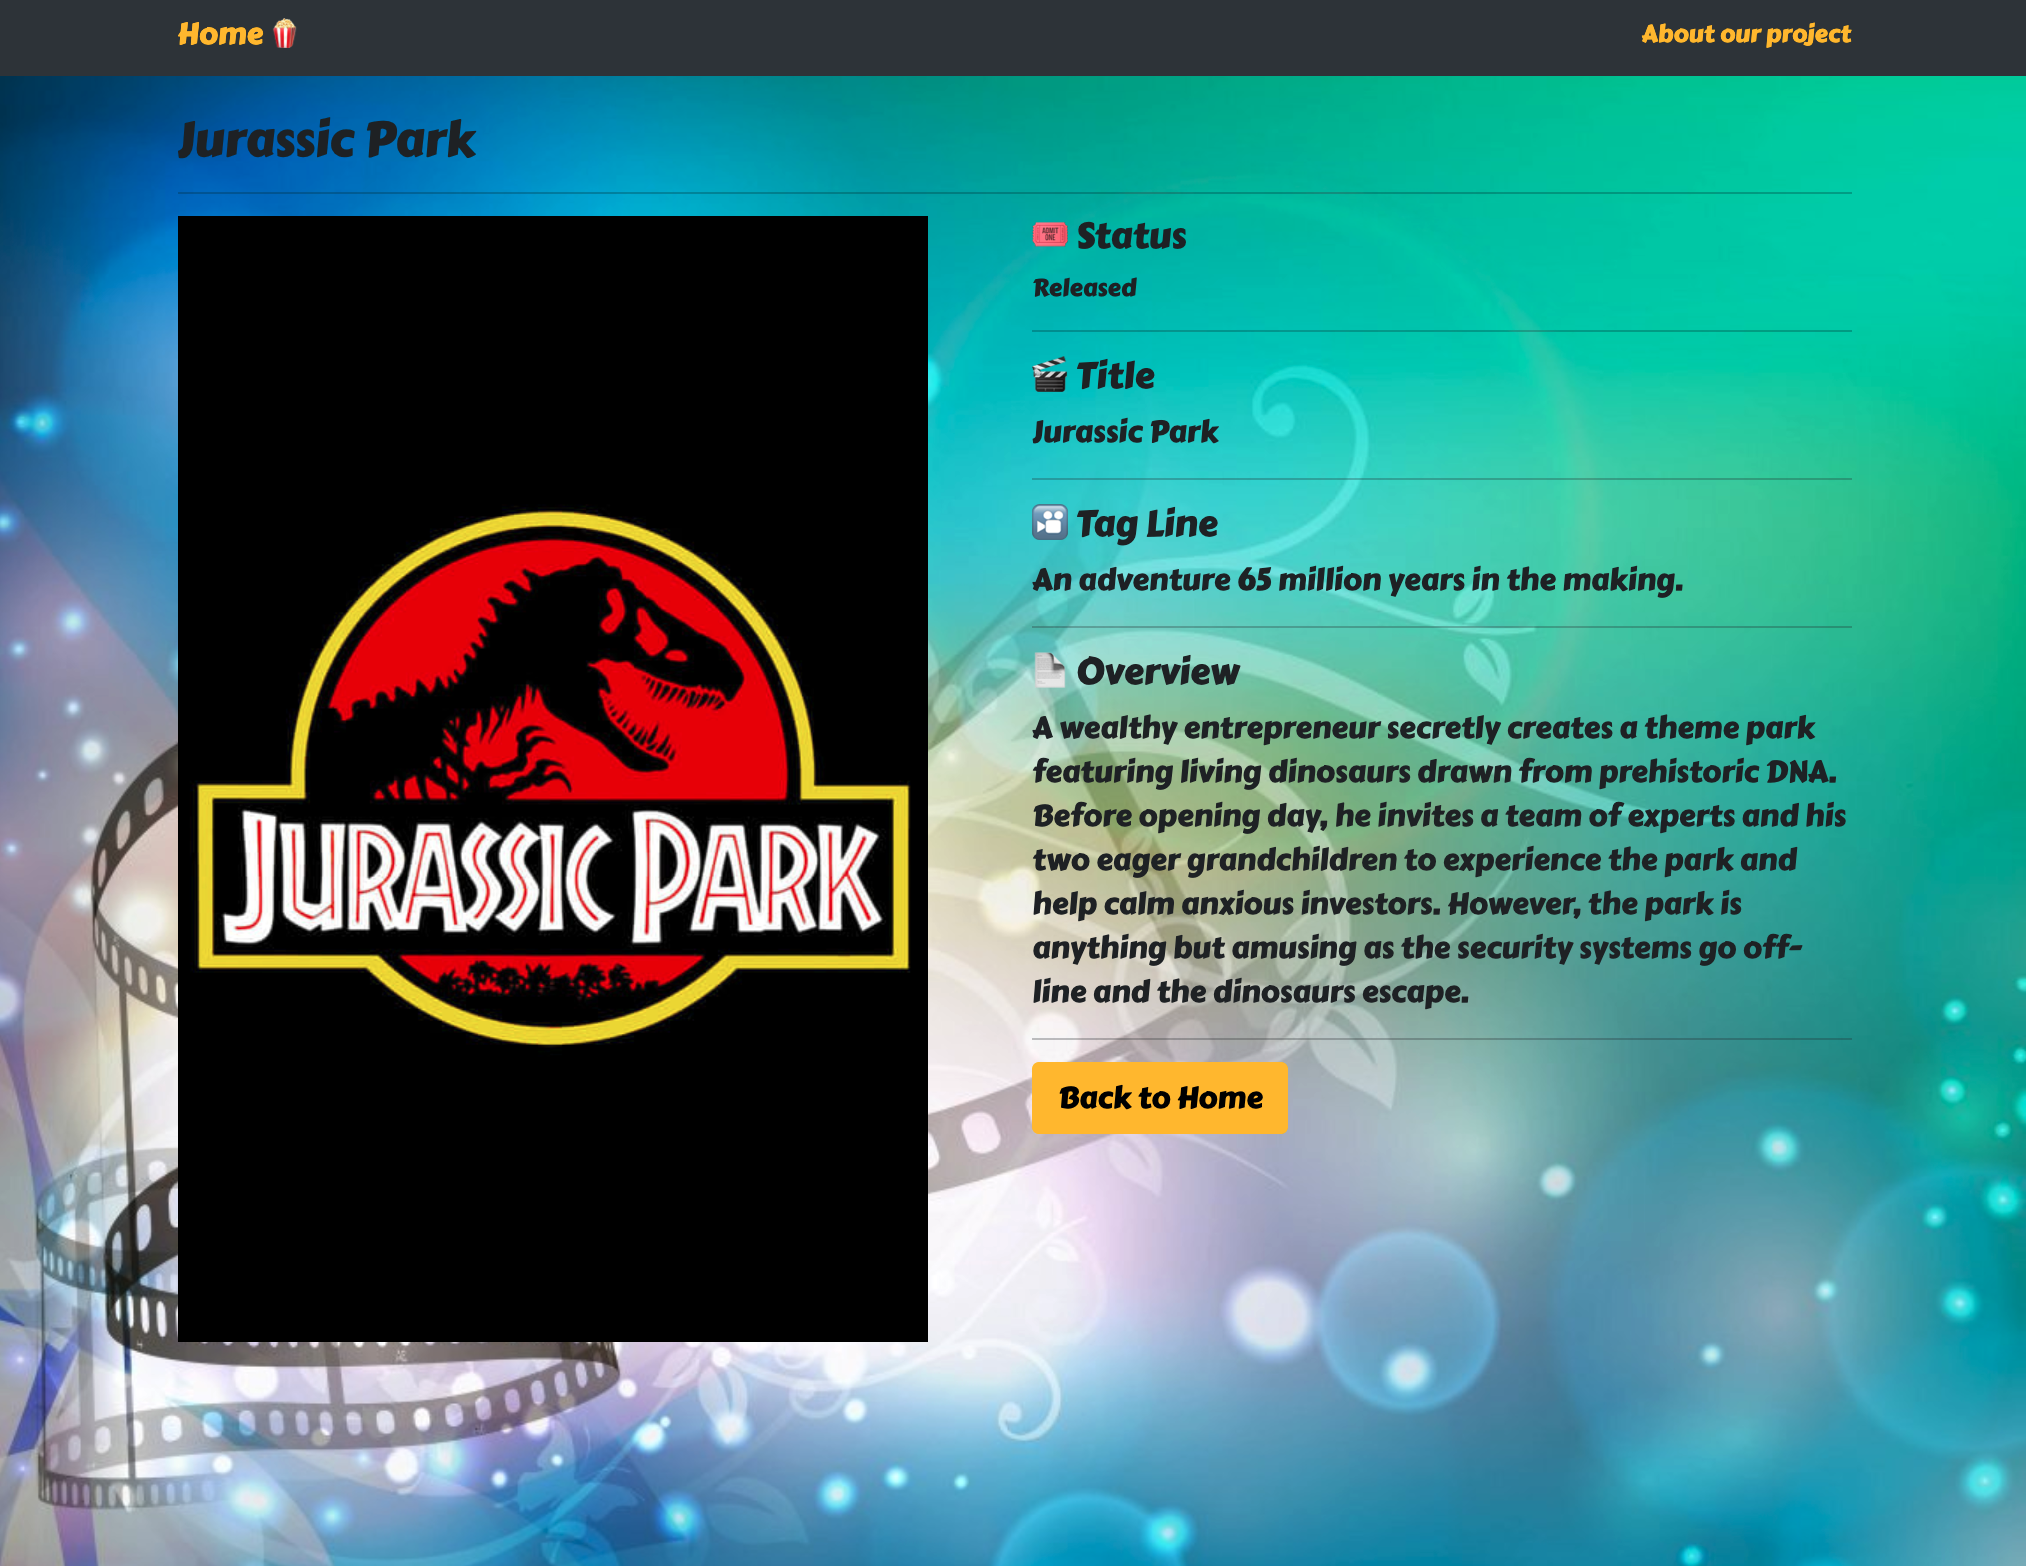 Home
About our project
Jurassic Park
JURASSIC PARK
ADMIT
ONE
Status
Released
Title
Jurassic Park
Tag Line
An adventure 65 million years in the making.
Overview
A wealthy entrepreneur secretly creates a theme park
featuring living dinosaurs drawn from prehistoric DNA.
Before opening day, he invites a team of experts and his
two eager grandchildren to experience the park and
help calm anxious investors. However, the park is
anything but amusing as the security systems go off-
line and the dinosaurs escape.
Back to Home